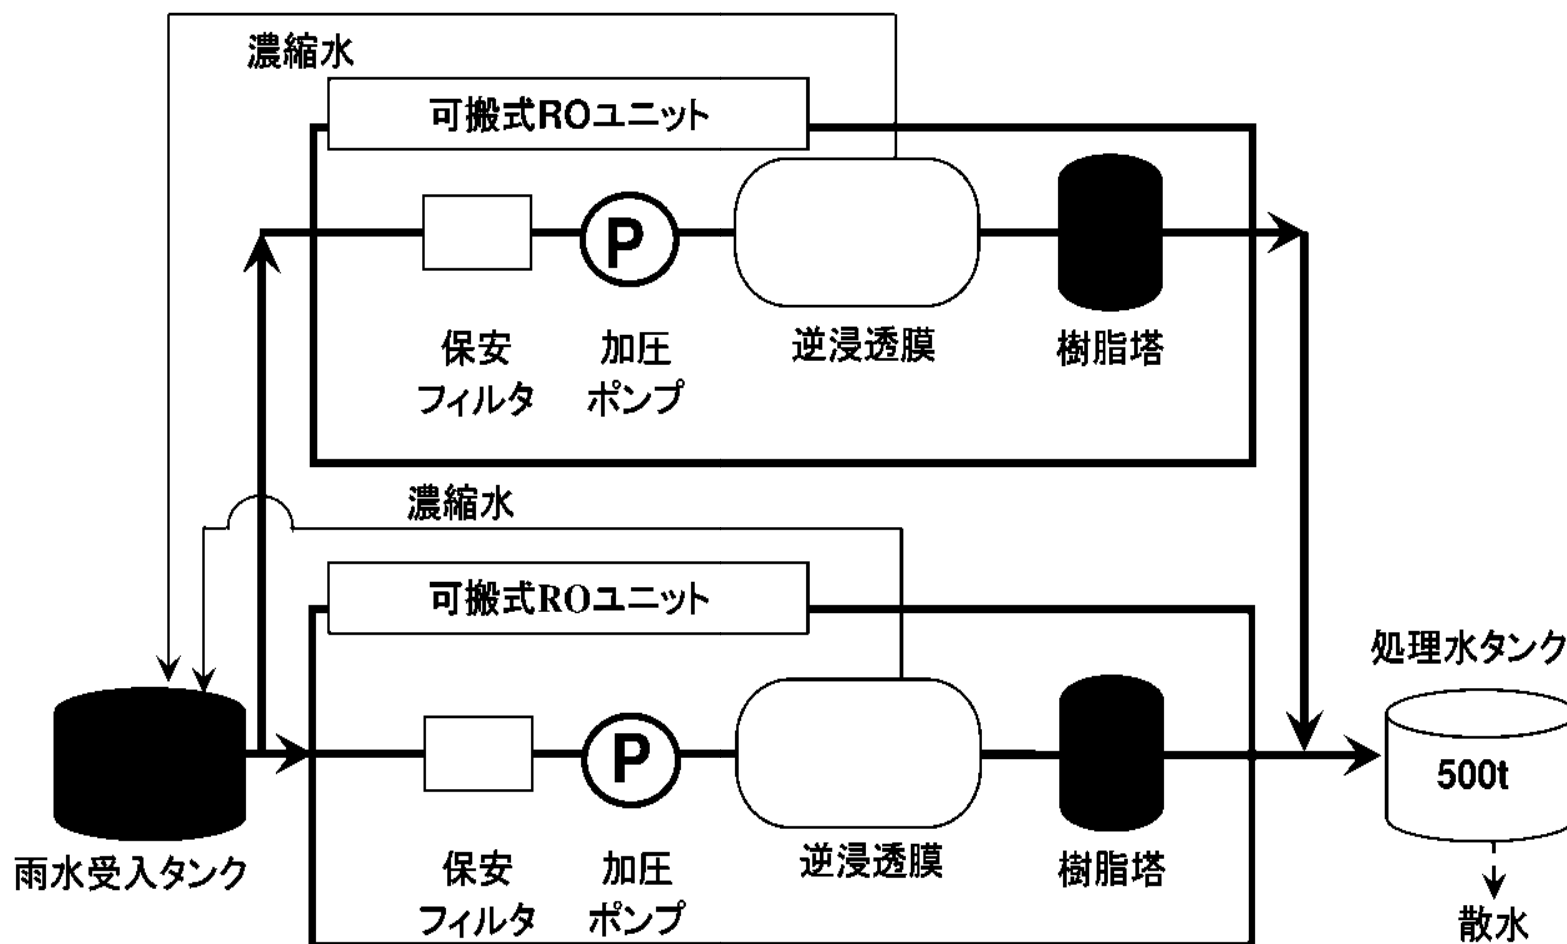 濃縮水
可搬式ROユニット
P
保安
フィルタ
加圧
ポンプ
逆浸透膜
樹脂塔
濃縮水
可搬式ROユニット
処理水タンク
P
500t
雨水受入タンク
保安
フィルタ
加圧
ポンプ
逆浸透膜
樹脂塔
散水